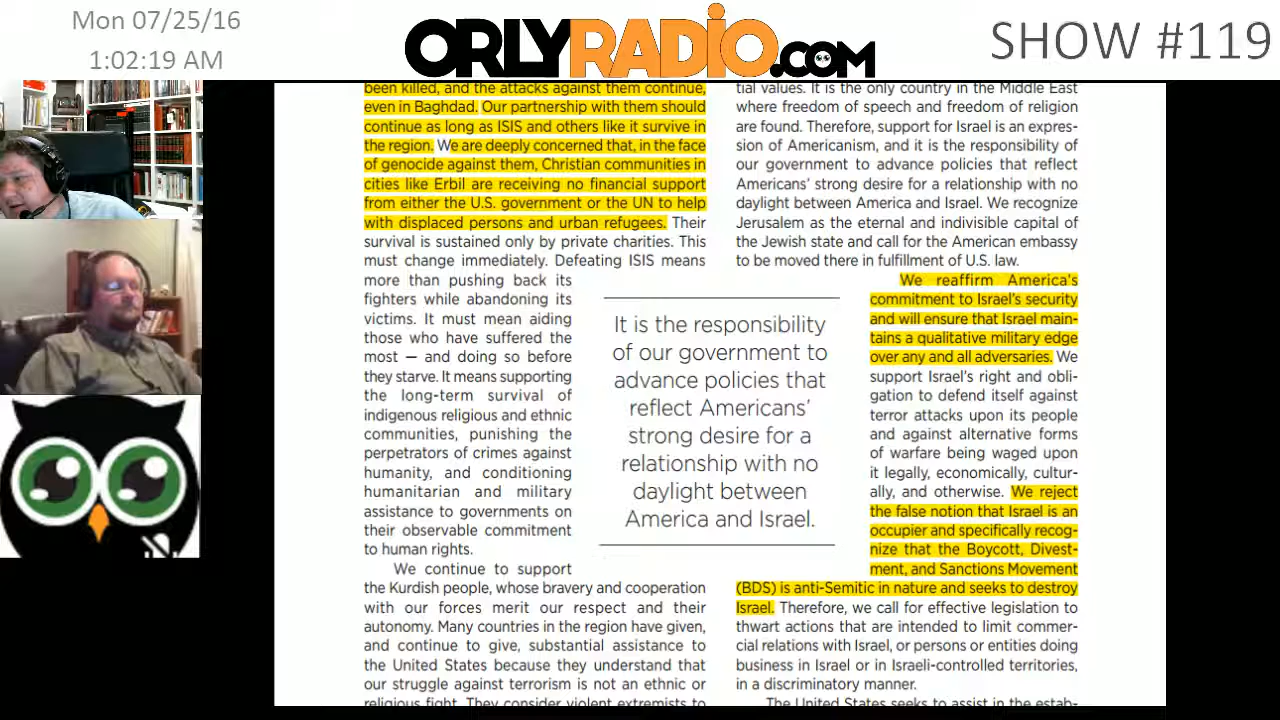 Mon 07/25/16
1:02:19 AM
ORLYRADIO.COM
SHOW #119
been killed, and the attacks against them continue,
even in Baghdad. Our partnership with them should
continue as long as ISIS and others like it survive in
the region. We are deeply concerned that, in the face
of genocide against them, Christian communities in
cities like Erbil are receiving no financial support
from either the U.S. government or the UN to help
with displaced persons and urban refugees. Their
survival is sustained only by private charities. This
must change immediately. Defeating ISIS means
more than pushing back its
fighters while abandoning its
victims. It must mean aiding
those who have suffered the
most — and doing so before
they starve. It means supporting
the long-term survival of
indigenous religious and ethnic
communities, punishing the
perpetrators of crimes against
humanity, and conditioning
humanitarian and military
assistance to governments on
their observable commitment
to human rights.
We continue to support
the Kurdish people, whose bravery and cooperation
with our forces merit our respect and their
autonomy. Many countries in the region have given,
and continue to give, substantial assistance to
the United States because they understand that
our struggle against terrorism is not an ethnic or
religious fight. They consider violent extremists to
It is the responsibility
of our government to
advance policies that
reflect Americans’
strong desire for a
relationship with no
daylight between
America and Israel.
tial values. It is the only country in the Middle East
where freedom of speech and freedom of religion
are found. Therefore, support for Israel is an expres-
sion of Americanism, and it is the responsibility of
our government to advance policies that reflect
Americans’ strong desire for a relationship with no
daylight between America and Israel. We recognize
Jerusalem as the eternal and indivisible capital of
the Jewish state and call for the American embassy
to be moved there in fulfillment of U.S. law.
We reaffirm America’s
commitment to Israel’s security
and will ensure that Israel main-
tains a qualitative military edge
over any and all adversaries. We
support Israel’s right and obli-
gation to defend itself against
terror attacks upon its people
and against alternative forms
of warfare being waged upon
it legally, economically, cultur-
ally, and otherwise. We reject
the false notion that Israel is an
occupier and specifically recog-
nize that the Boycott, Divest-
ment, and Sanctions Movement
(BDS) is anti-Semitic in nature and seeks to destroy
Israel. Therefore, we call for effective legislation to
thwart actions that are intended to limit commer-
cial relations with Israel, or persons or entities doing
business in Israel or in Israeli-controlled territories,
in a discriminatory manner.
The United States seeks to assist in the estab-